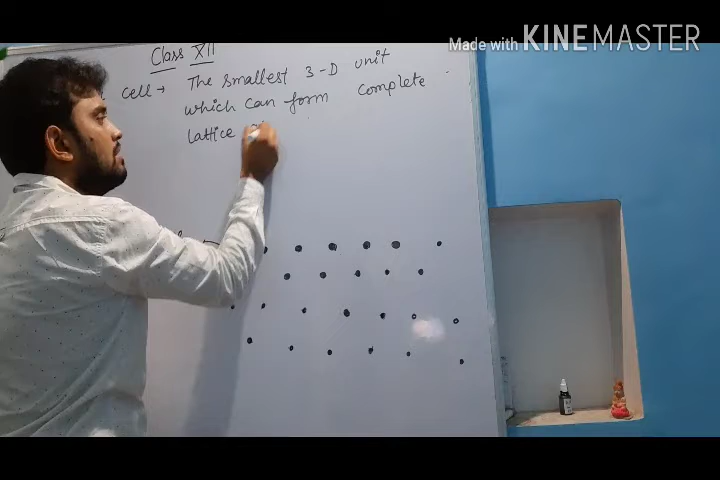 Made with KINEMASTER
Class XII
cell → The smallest 3-D unit
which can form complete
lattice